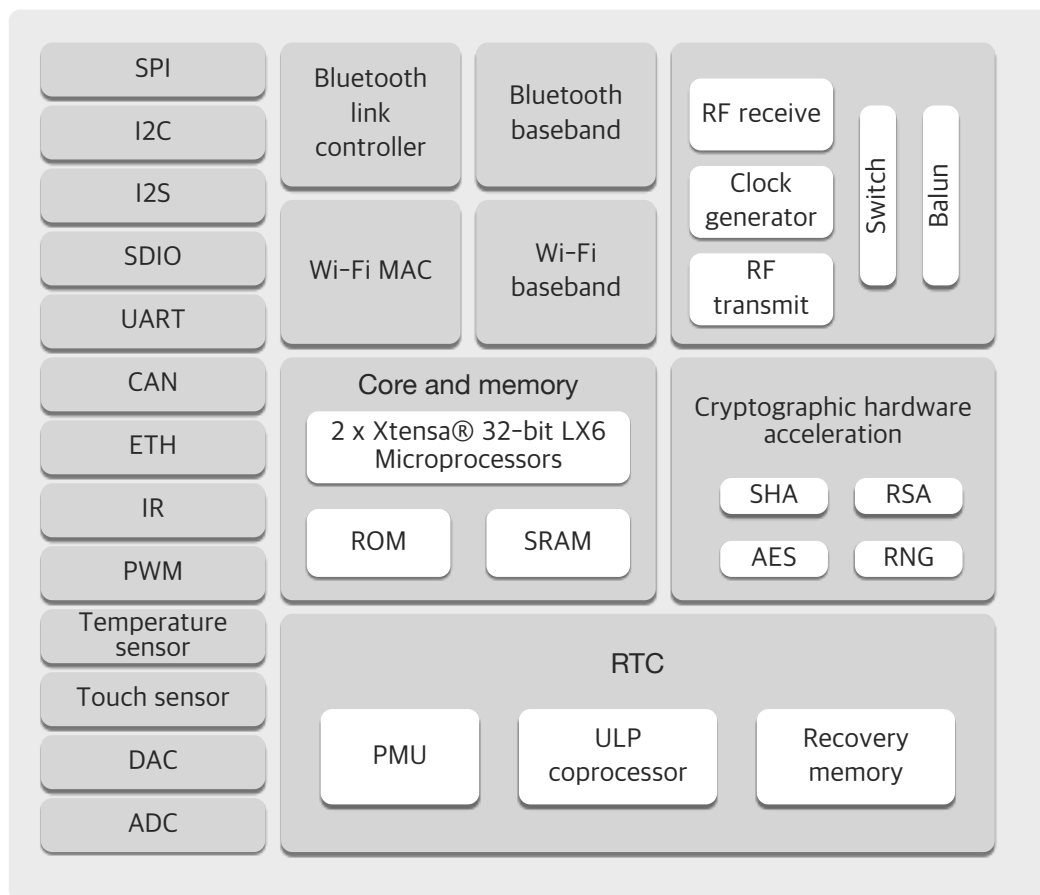 SPI
I2C
I2S
SDIO
UART
CAN
ETH
IR
PWM
Temperature
sensor
Touch sensor
DAC
ADC
Bluetooth
link
controller
Bluetooth
baseband
Wi-Fi MAC
Wi-Fi
baseband
RF receive
Clock
generator
RF
transmit
Switch
Balun
Core and memory
2 x Xtensa® 32-bit LX6
Microprocessors
ROM
SRAM
Cryptographic hardware
acceleration
SHA
RSA
AES
RNG
RTC
PMU
ULP
coprocessor
Recovery
memory